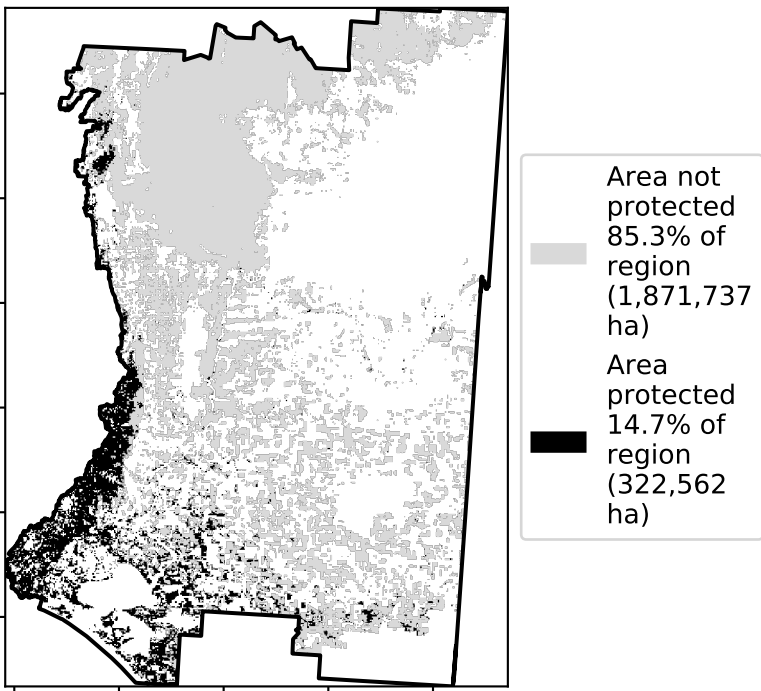 Area not
protected
85.3% of
region
(1,871,737
ha)
Area
protected
14.7% of
region
(322,562
ha)